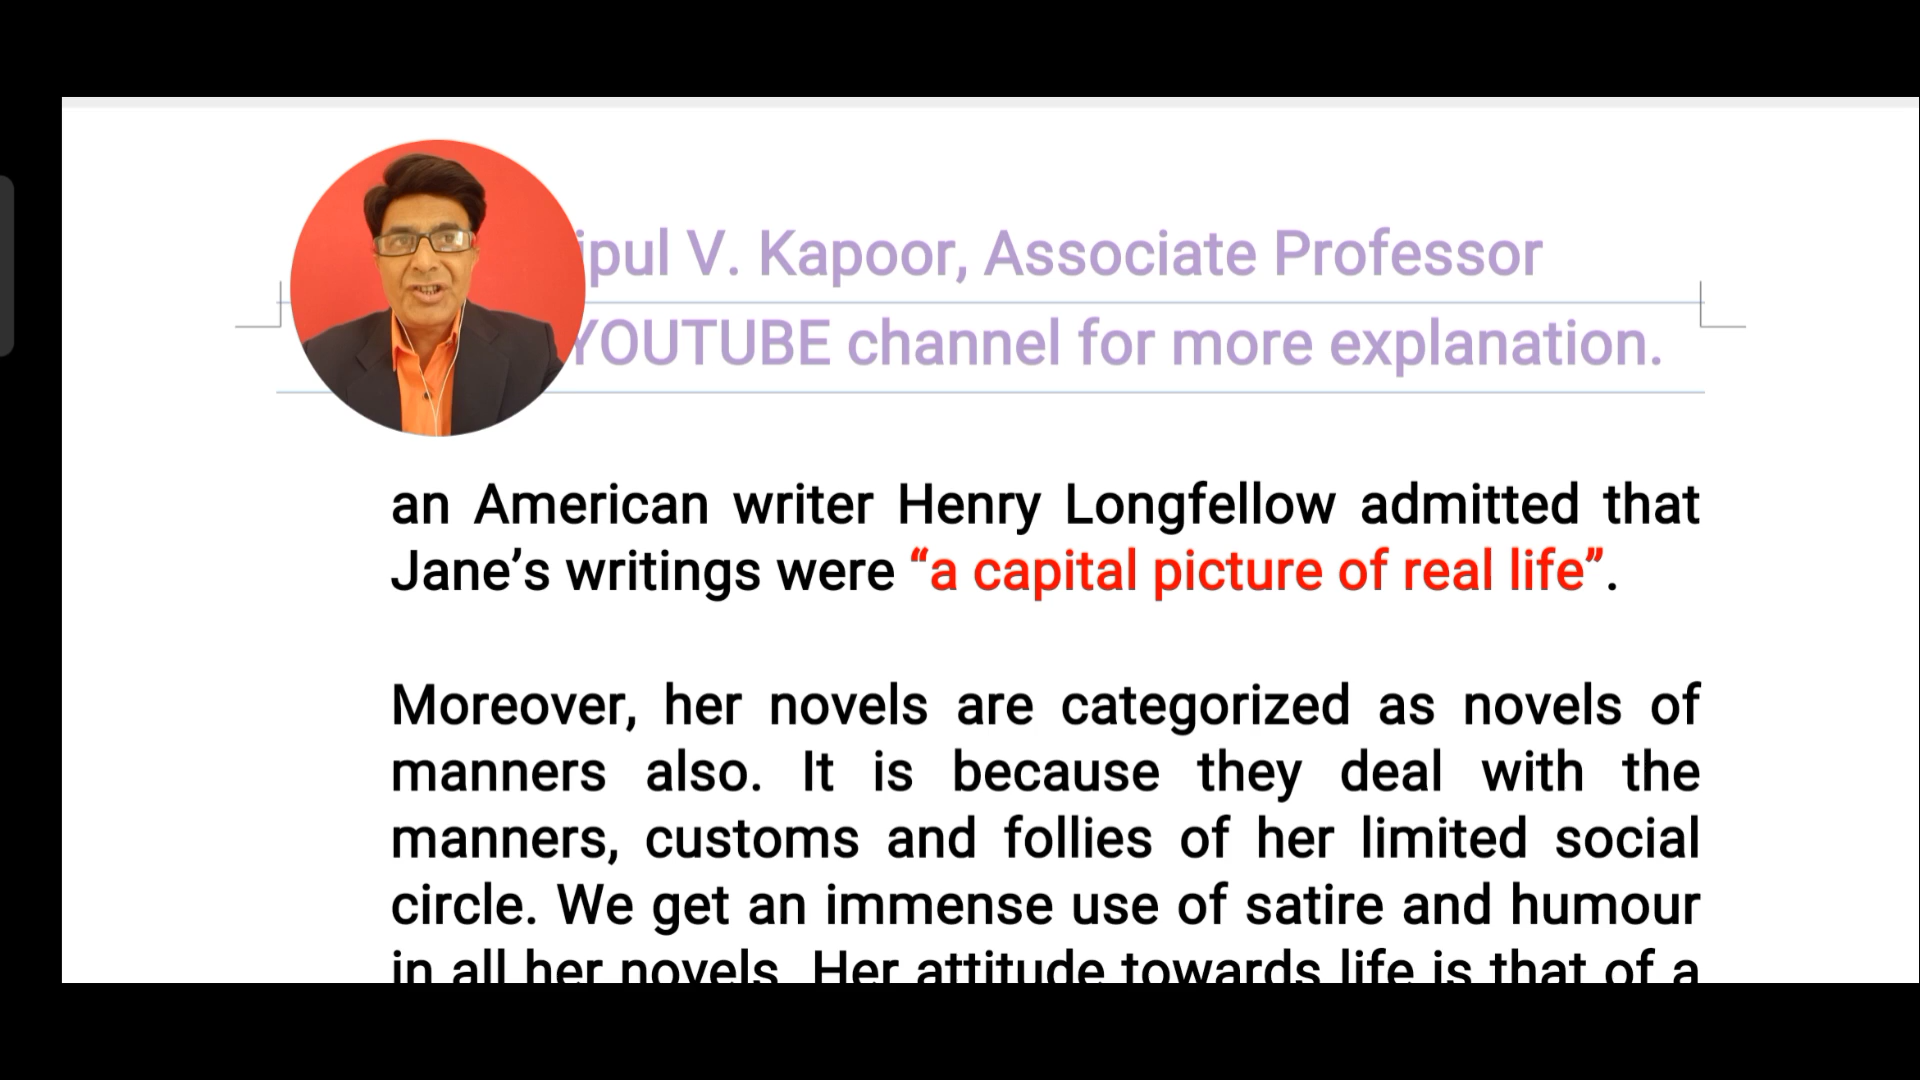 ipul V. Kapoor, Associate Professor
YOUTUBE channel for more explanation.
an American writer Henry Longfellow admitted that
Jane’s writings were “a capital picture of real life”.
Moreover, her novels are categorized as novels of
manners also. It is because they deal with the
manners, customs and follies of her limited social
circle. We get an immense use of satire and humour
in all her novels. Her attitude towards life is that of a